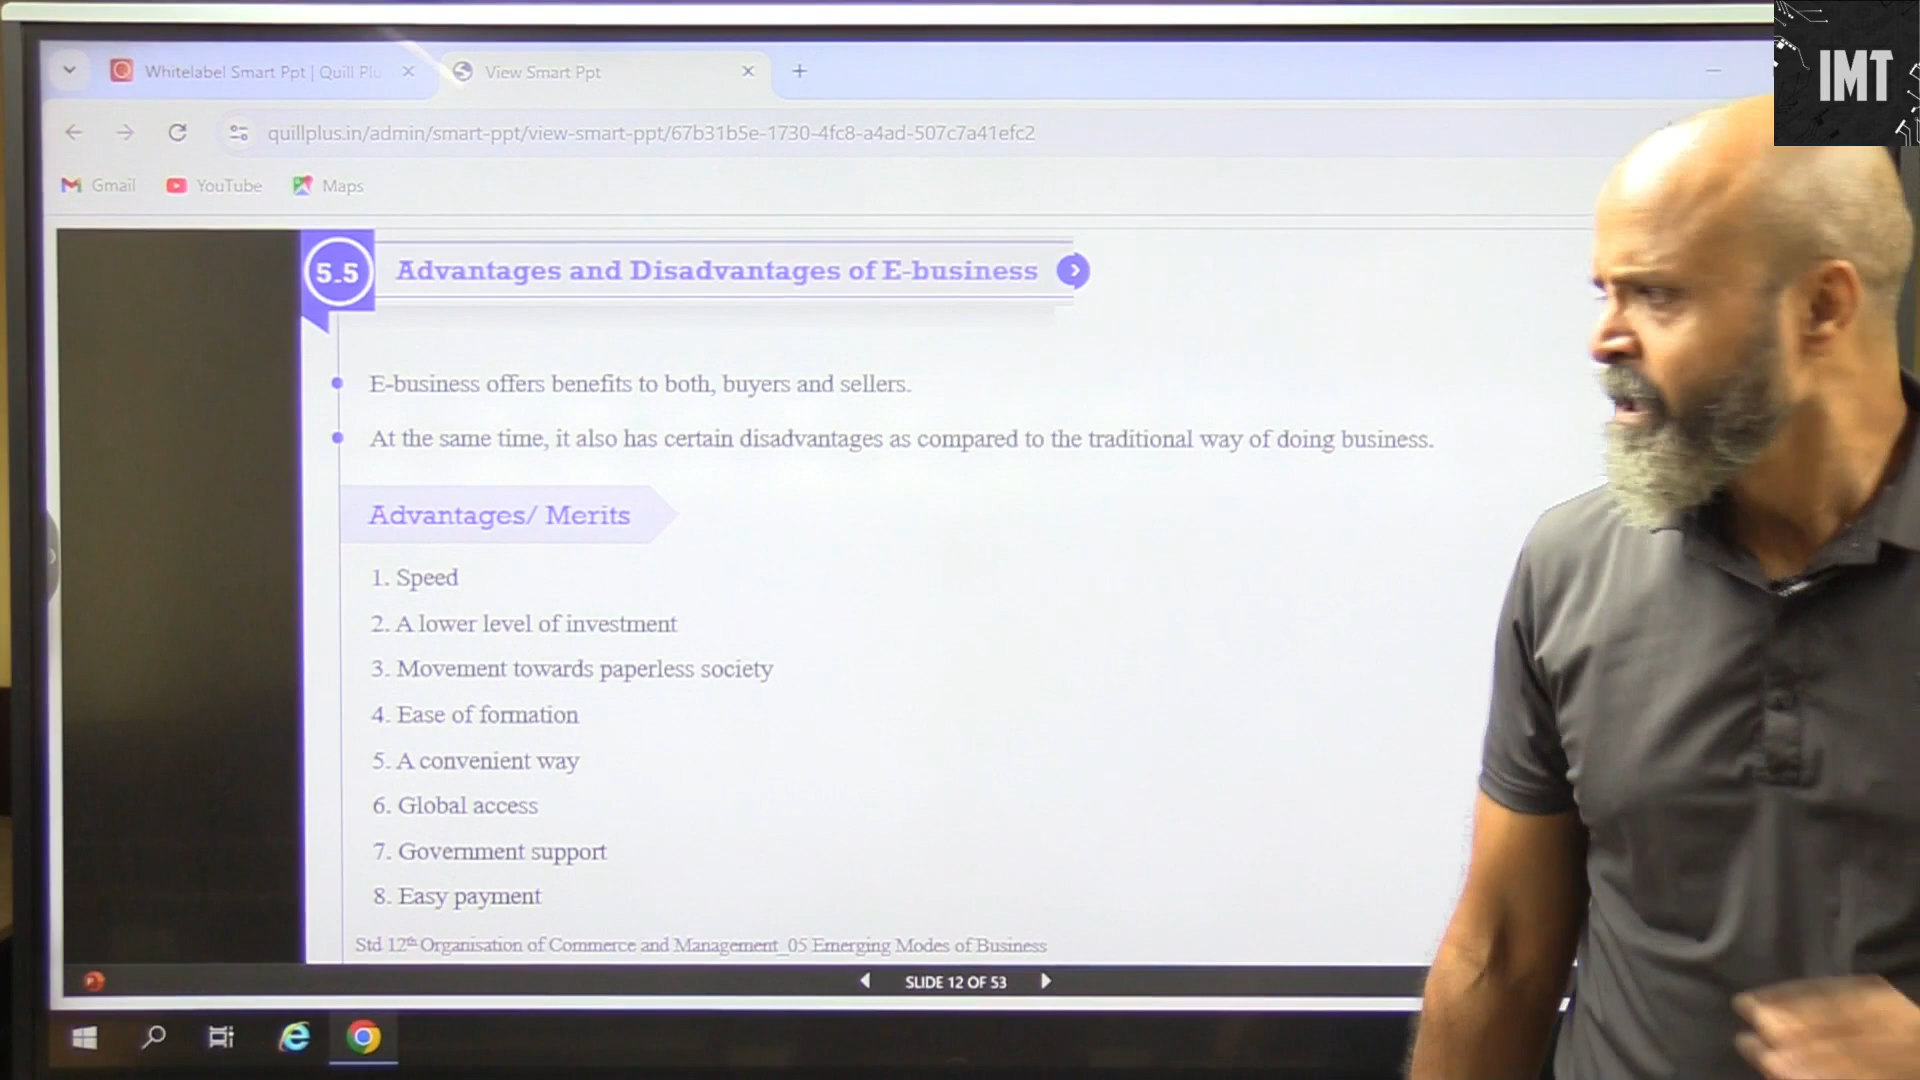 IMT
Whitelabel Smart Ppt | Quill Plu
View Smart Ppt
quillplus.in/admin/smart-ppt/view-smart-ppt/67b31b5e-1730-4fc8-a4ad-507c7a41efc2
Gmail YouTube Maps
5.5 Advantages and Disadvantages of E-business
E-business offers benefits to both, buyers and sellers.
At the same time, it also has certain disadvantages as compared to the traditional way of doing business.
Advantages/ Merits
1. Speed
2. A lower level of investment
3. Movement towards paperless society
4. Ease of formation
5. A convenient way
6. Global access
7. Government support
8. Easy payment
Std 12th Organisation of Commerce and Management_05 Emerging Modes of Business
SLIDE 12 OF 53